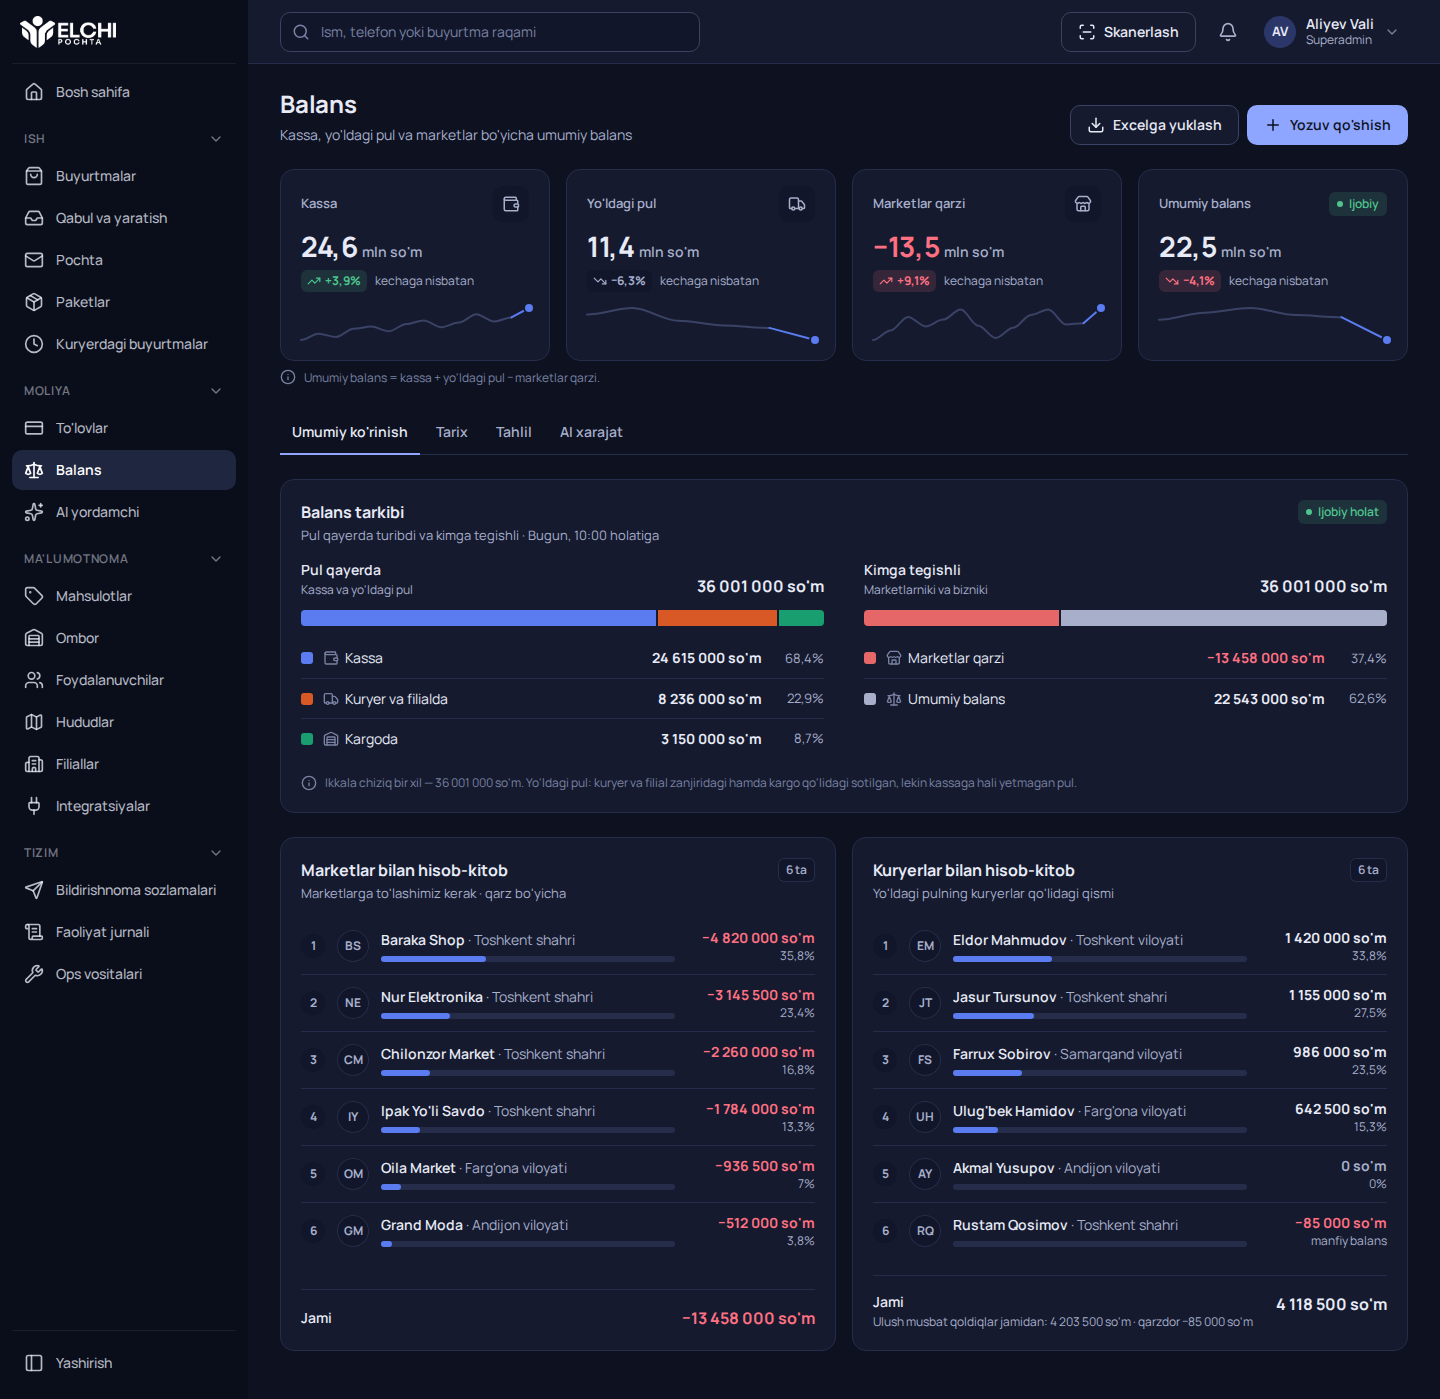 ELCHI
POCHTA
Ism, telefon yoki buyurtma raqami
Skanerlash
AV
Aliyev Vali
Superadmin
Bosh sahifa
ISH
Buyurtmalar
Qabul va yaratish
Pochta
Paketlar
Kuryerdagi buyurtmalar
MOLIYA
To'lovlar
Balans
AI yordamchi
MA'LUMOTNOMA
Mahsulotlar
Ombor
Foydalanuvchilar
Hududlar
Filiallar
Integratsiyalar
TIZIM
Bildirishnoma sozlamalari
Faoliyat jurnali
Ops vositalari
Yashirish
Balans
Kassa, yo'ldagi pul va marketlar bo'yicha umumiy balans
Excelga yuklash
Yozuv qo'shish
Kassa
24,6 mln so'm
+3,9% kechaga nisbatan
Yo'ldagi pul
11,4 mln so'm
−6,3% kechaga nisbatan
Marketlar qarzi
−13,5 mln so'm
+9,1% kechaga nisbatan
Umumiy balans
Ijobiy
22,5 mln so'm
−4,1% kechaga nisbatan
Umumiy balans = kassa + yo'ldagi pul − marketlar qarzi.
Umumiy ko'rinish
Tarix
Tahlil
AI xarajat
Balans tarkibi
Ijobiy holat
Pul qayerda turibdi va kimga tegishli · Bugun, 10:00 holatiga
Pul qayerda
Kassa va yo'ldagi pul
36 001 000 so'm
Kassa 24 615 000 so'm 68,4%
Kuryer va filialda 8 236 000 so'm 22,9%
Kargoda 3 150 000 so'm 8,7%
Kimga tegishli
Marketlarniki va bizniki
36 001 000 so'm
Marketlar qarzi −13 458 000 so'm 37,4%
Umumiy balans 22 543 000 so'm 62,6%
Ikkala chiziq bir xil — 36 001 000 so'm. Yo'ldagi pul: kuryer va filial zanjiridagi hamda kargo qo'lidagi sotilgan, lekin kassaga hali yetmagan pul.
Marketlar bilan hisob-kitob
6 ta
Marketlarga to'lashimiz kerak · qarz bo'yicha
1 BS Baraka Shop · Toshkent shahri −4 820 000 so'm
35,8%
2 NE Nur Elektronika · Toshkent shahri −3 145 500 so'm
23,4%
3 CM Chilonzor Market · Toshkent shahri −2 260 000 so'm
16,8%
4 IY Ipak Yo'li Savdo · Toshkent shahri −1 784 000 so'm
13,3%
5 OM Oila Market · Farg'ona viloyati −936 500 so'm
7%
6 GM Grand Moda · Andijon viloyati −512 000 so'm
3,8%
Jami −13 458 000 so'm
Kuryerlar bilan hisob-kitob
6 ta
Yo'ldagi pulning kuryerlar qo'lidagi qismi
1 EM Eldor Mahmudov · Toshkent viloyati 1 420 000 so'm
33,8%
2 JT Jasur Tursunov · Toshkent shahri 1 155 000 so'm
27,5%
3 FS Farrux Sobirov · Samarqand viloyati 986 000 so'm
23,5%
4 UH Ulug'bek Hamidov · Farg'ona viloyati 642 500 so'm
15,3%
5 AY Akmal Yusupov · Andijon viloyati 0 so'm
0%
6 RQ Rustam Qosimov · Toshkent shahri −85 000 so'm
manfiy balans
Jami 4 118 500 so'm
Ulush musbat qoldiqlar jamidan: 4 203 500 so'm · qarzdor −85 000 so'm